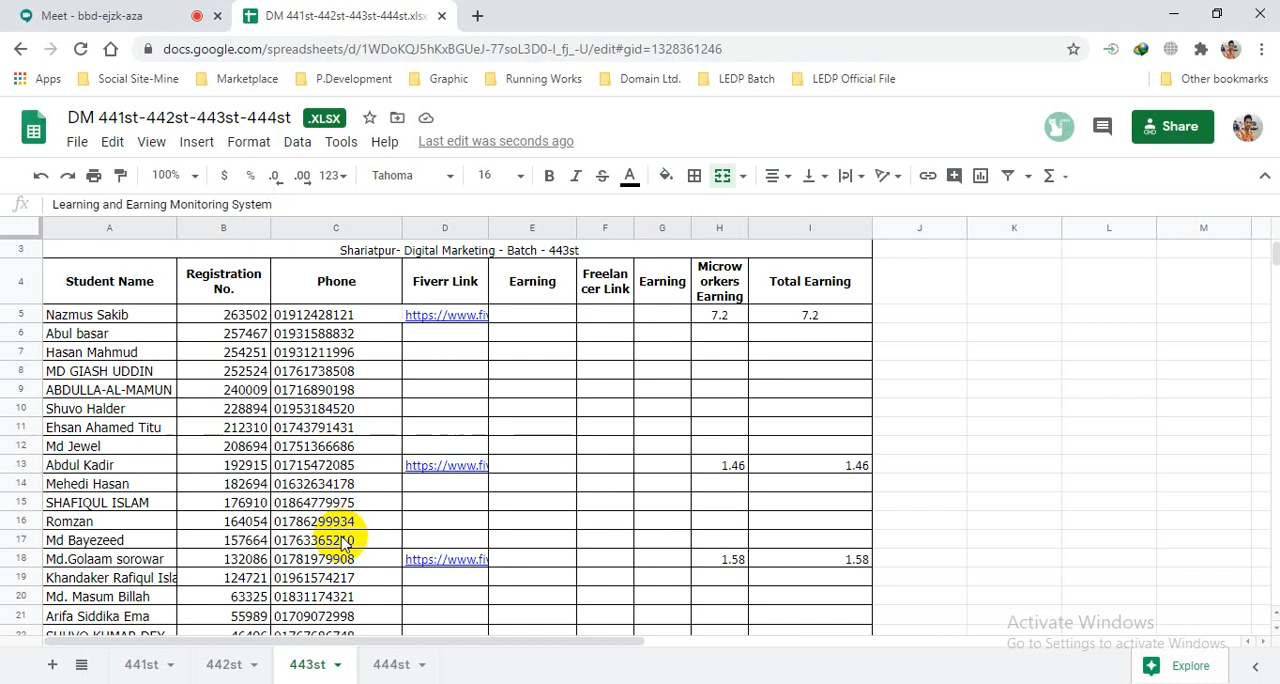 Meet - bbd-ejzk-aza
DM 441st-442st-443st-444st.xlsx
docs.google.com/spreadsheets/d/1WDoKQJ5hKxBGUeJ-77soL3D0-I_fj_-U/edit#gid=1328361246
Apps Social Site-Mine Marketplace P.Development Graphic Running Works Domain Ltd. LEDP Batch LEDP Official File Other bookmarks
DM 441st-442st-443st-444st .XLSX
Share
File Edit View Insert Format Data Tools Help Last edit was seconds ago
100% $ % .0 .00 123 Tahoma 16 B I S A
fx Learning and Earning Monitoring System
A B C D E F G H I J K L M
3 Shariatpur- Digital Marketing - Batch - 443st
4 Student Name Registration No. Phone Fiverr Link Earning Freelan cer Link Earning Microw orkers Earning Total Earning
5 Nazmus Sakib 263502 01912428121 https://www.fiv 7.2 7.2
6 Abul basar 257467 01931588832
7 Hasan Mahmud 254251 01931211996
8 MD GIASH UDDIN 252524 01761738508
9 ABDULLA-AL-MAMUN 240009 01716890198
10 Shuvo Halder 228894 01953184520
11 Ehsan Ahamed Titu 212310 01743791431
12 Md Jewel 208694 01751366686
13 Abdul Kadir 192915 01715472085 https://www.fiv 1.46 1.46
14 Mehedi Hasan 182694 01632634178
15 SHAFIQUL ISLAM 176910 01864779975
16 Romzan 164054 01786299934
17 Md Bayezeed 157664
18 Md.Golaam sorowar 132086 01781979908 https://www.fiv 1.58 1.58
19 Khandaker Rafiqul Isla 124721 01961574217
20 Md. Masum Billah 63325 01831174321
21 Arifa Siddika Ema 55989 01709072998
Activate Windows
Go to Settings to activate Windows.
441st 442st 443st 444st Explore